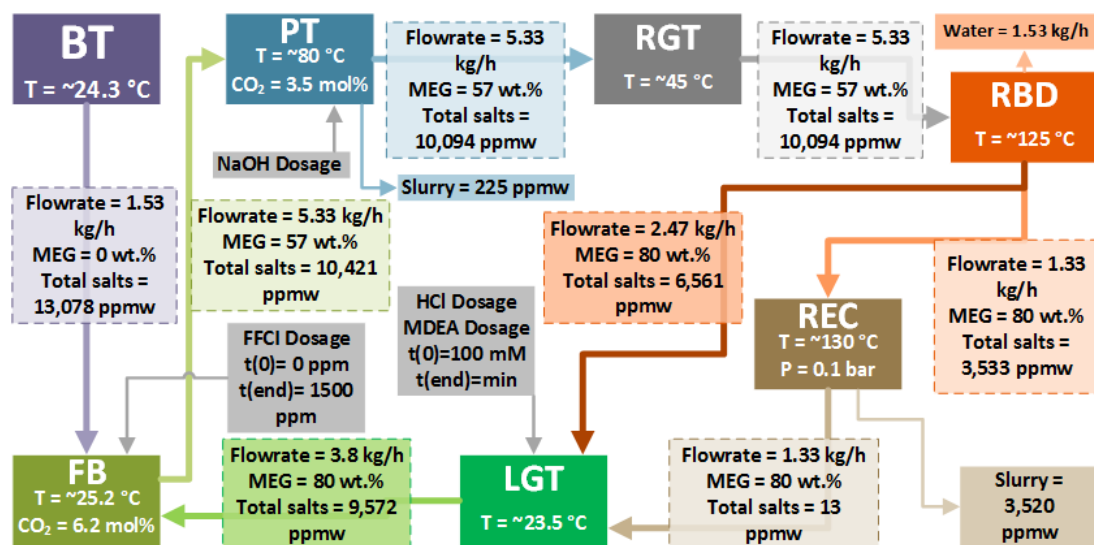 BT
T = ~24.3 °C
PT
T = ~80 °C
CO₂ = 3.5 mol%
Flowrate = 5.33
kg/h
MEG = 57 wt.%
Total salts =
10,094 ppmw
RGT
T = ~45 °C
Flowrate = 5.33
kg/h
MEG = 57 wt.%
Total salts =
10,094 ppmw
Water = 1.53 kg/h
RBD
T = ~125 °C
NaOH Dosage
Slurry = 225 ppmw
Flowrate = 1.53
kg/h
MEG = 0 wt.%
Total salts =
13,078 ppmw
Flowrate = 5.33 kg/h
MEG = 57 wt.%
Total salts = 10,421
ppmw
Flowrate = 2.47 kg/h
MEG = 80 wt.%
Total salts = 6,561
ppmw
Flowrate = 1.33
kg/h
MEG = 80 wt.%
Total salts =
3,533 ppmw
FFCI Dosage
t(0)= 0 ppm
t(end)= 1500
ppm
HCl Dosage
MDEA Dosage
t(0)=100 mM
t(end)=min
REC
T = ~130 °C
P = 0.1 bar
FB
T = ~25.2 °C
CO₂ = 6.2 mol%
Flowrate = 3.8 kg/h
MEG = 80 wt.%
Total salts = 9,572
ppmw
LGT
T = ~23.5 °C
Flowrate = 1.33 kg/h
MEG = 80 wt.%
Total salts = 13
ppmw
Slurry =
3,520
ppmw